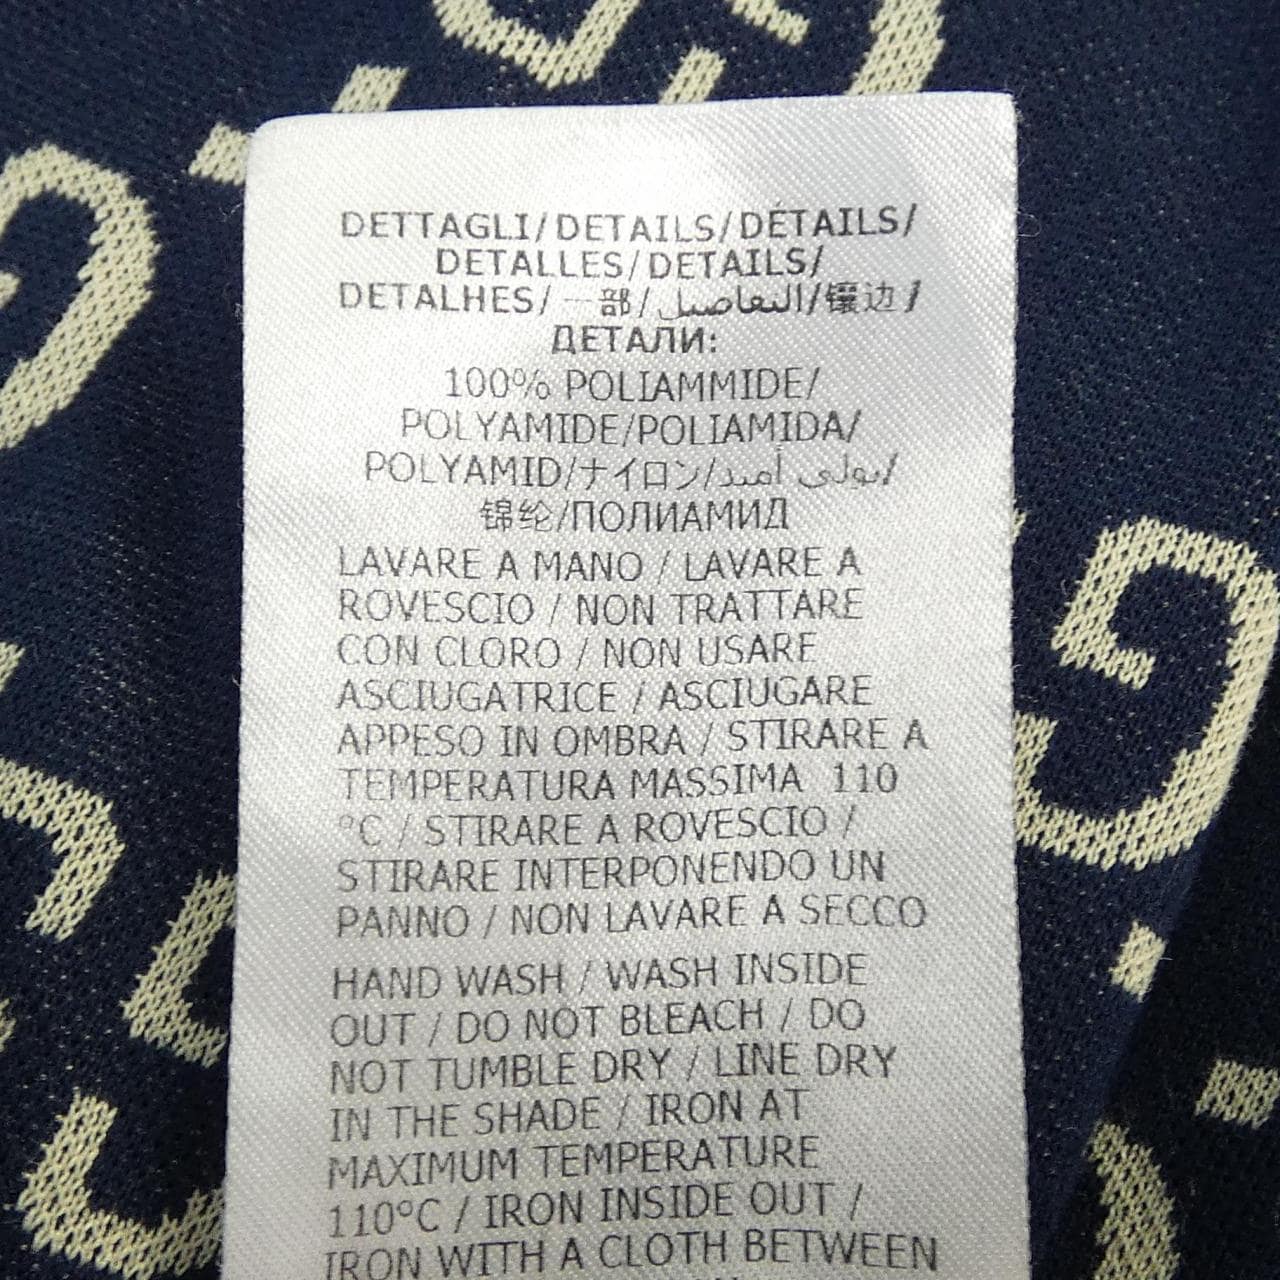 DETTAGLI/DETAILS/DÉTAILS/
DETALLES/DETAILS/
DETALHES/一部/التفاصيل/镶边/
ДЕТАЛИ:
100% POLIAMMIDE/
POLYAMIDE/POLIAMIDA/
POLYAMID/ナイロン/بولي أميد/
锦纶/ПОЛИАМИД
LAVARE A MANO / LAVARE A
ROVESCIO / NON TRATTARE
CON CLORO / NON USARE
ASCIUGATRICE / ASCIUGARE
APPESO IN OMBRA / STIRARE A
TEMPERATURA MASSIMA 110
°C / STIRARE A ROVESCIO /
STIRARE INTERPONENDO UN
PANNO / NON LAVARE A SECCO
HAND WASH / WASH INSIDE
OUT / DO NOT BLEACH / DO
NOT TUMBLE DRY / LINE DRY
IN THE SHADE / IRON AT
MAXIMUM TEMPERATURE
110°C / IRON INSIDE OUT /
IRON WITH A CLOTH BETWEEN